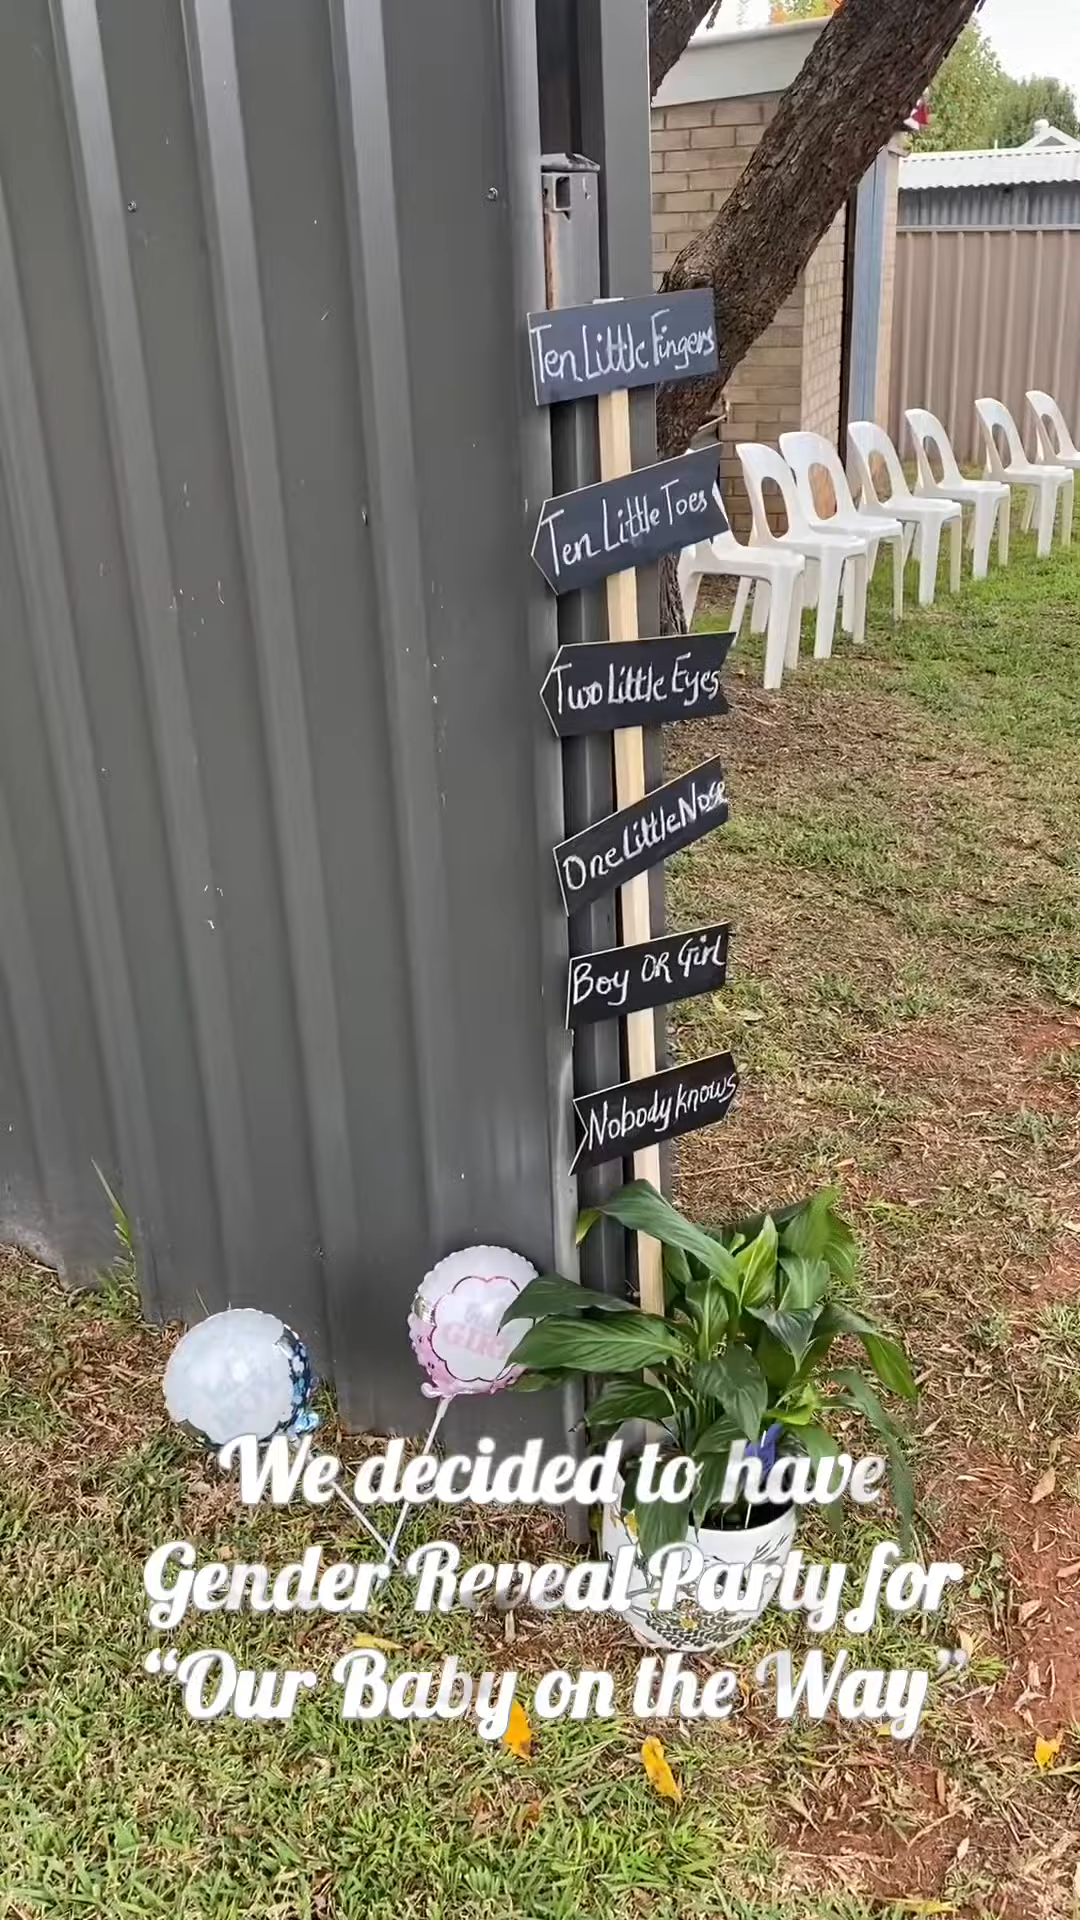 Ten Little Fingers
Ten Little Toes
Two Little Eyes
One Little Nose
Boy OR Girl
Nobody knows
GIRL
We decided to have
Gender Reveal Party for
“Our Baby on the Way”